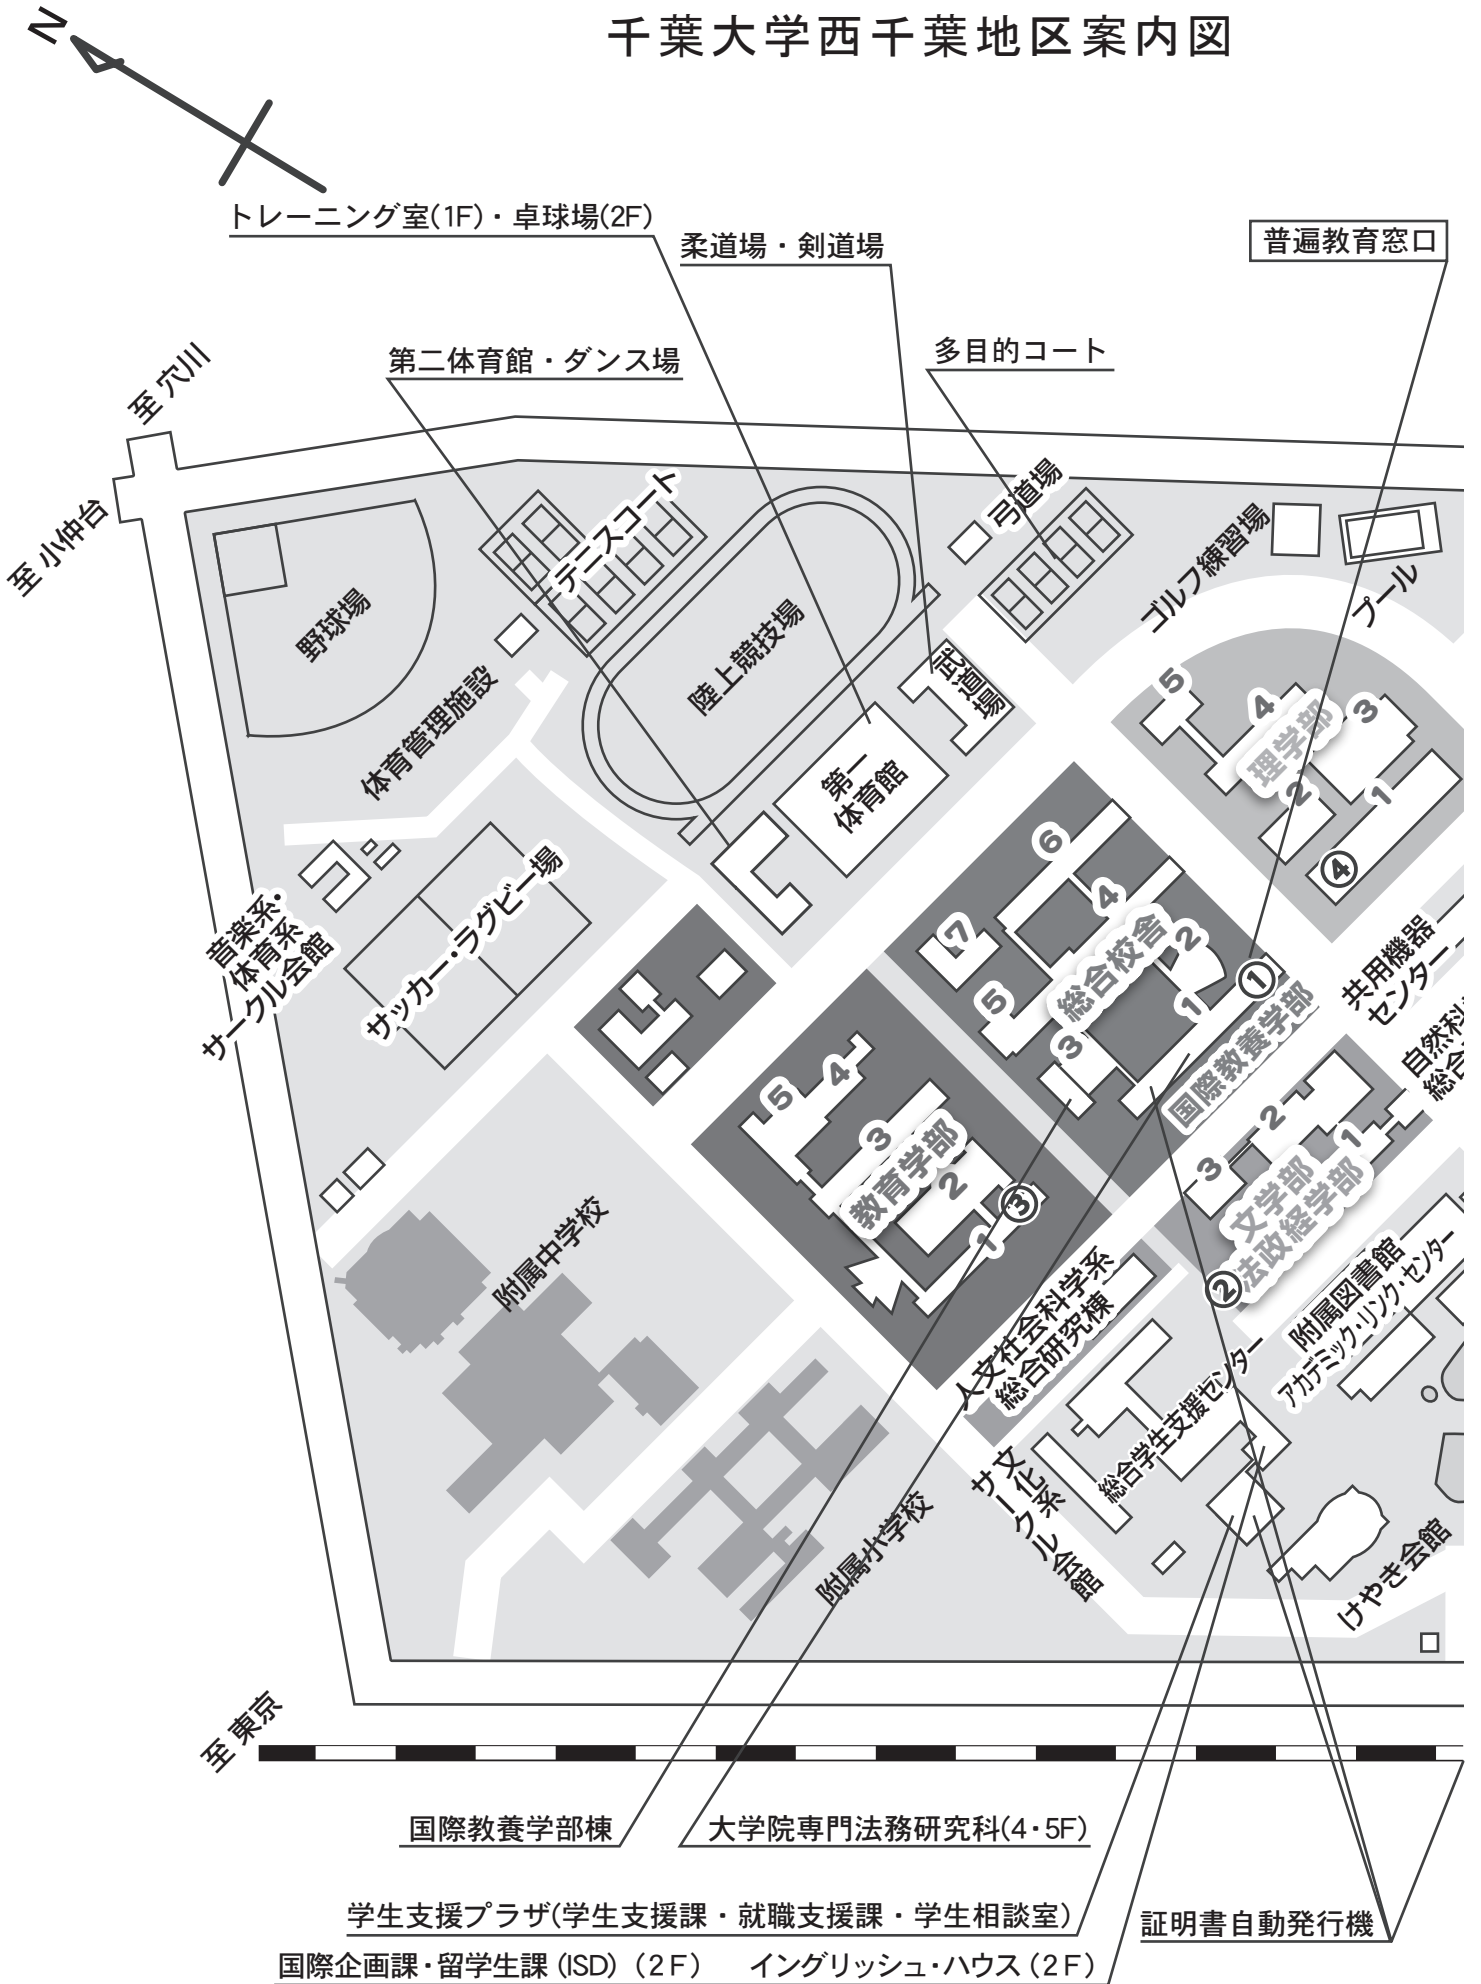 千葉大学西千葉地区案内図
N
トレーニング室(1F)・卓球場(2F)
柔道場・剣道場
普遍教育窓口
第二体育館・ダンス場
多目的コート
至 穴川
至 小仲台
テニスコート
弓道場
ゴルフ練習場
プール
野球場
陸上競技場
武道場
体育管理施設
第一
体育館
5
4
3
理学部
2
1
④
音楽系・
体育系
サークル会館
サッカー・ラグビー場
6
4
7
総合校舎
2
5
①
1
3
国際教養学部
共用機器
センター
自然科
総合
5
4
3
教育学部
2
③
1
2
1
3
文学部
法政経学部
②
附属中学校
人文社会科学系
総合研究棟
附属図書館
アカデミック・リンク・センター
総合学生支援センター
文化系
サークル会館
附属小学校
けやき会館
至 東京
国際教養学部棟
大学院専門法務研究科(4・5F)
学生支援プラザ(学生支援課・就職支援課・学生相談室)
証明書自動発行機
国際企画課・留学生課 (ISD)（2F） イングリッシュ・ハウス（2F）